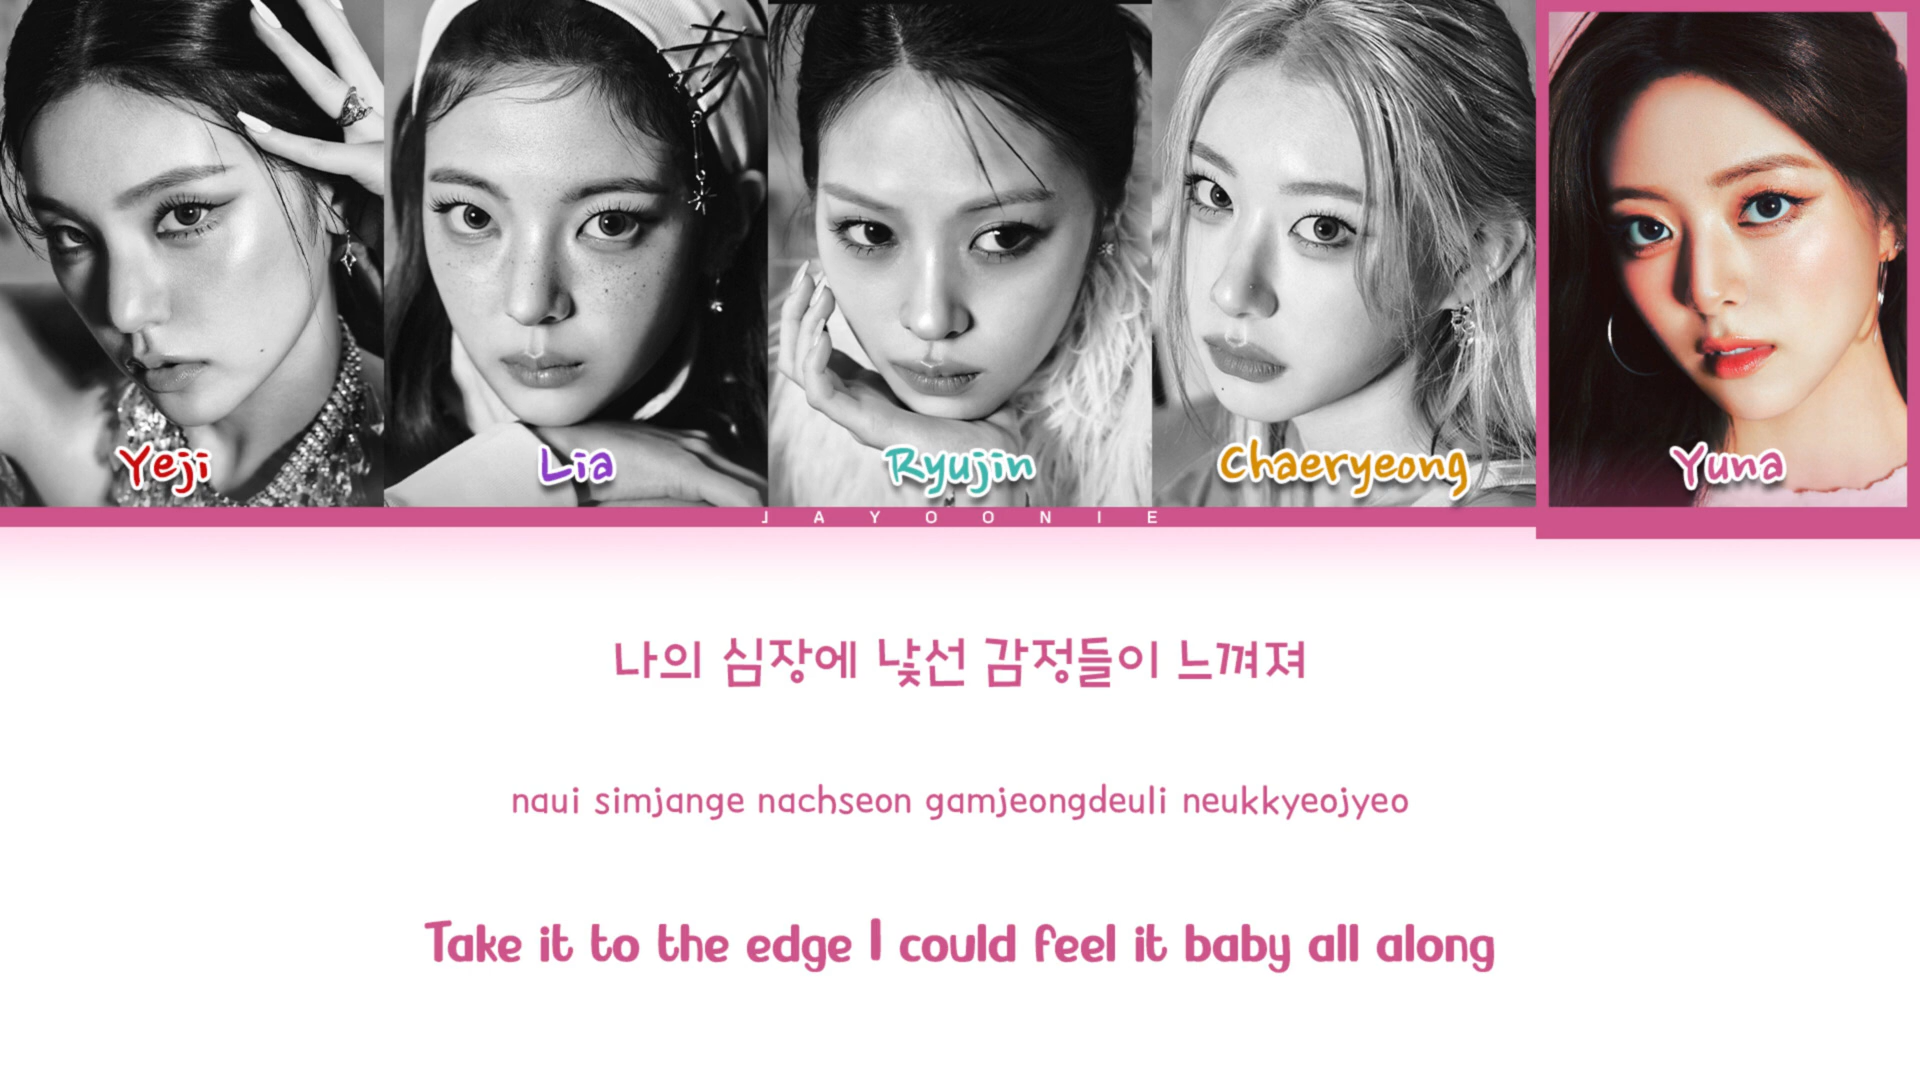 Yeji
Lia
Ryujin
Chaeryeong
Yuna
JAYOONIE
나의 심장에 낯선 감정들이 느껴져
naui simjange nachseon gamjeongdeuli neukkyeojyeo
Take it to the edge I could feel it baby all along